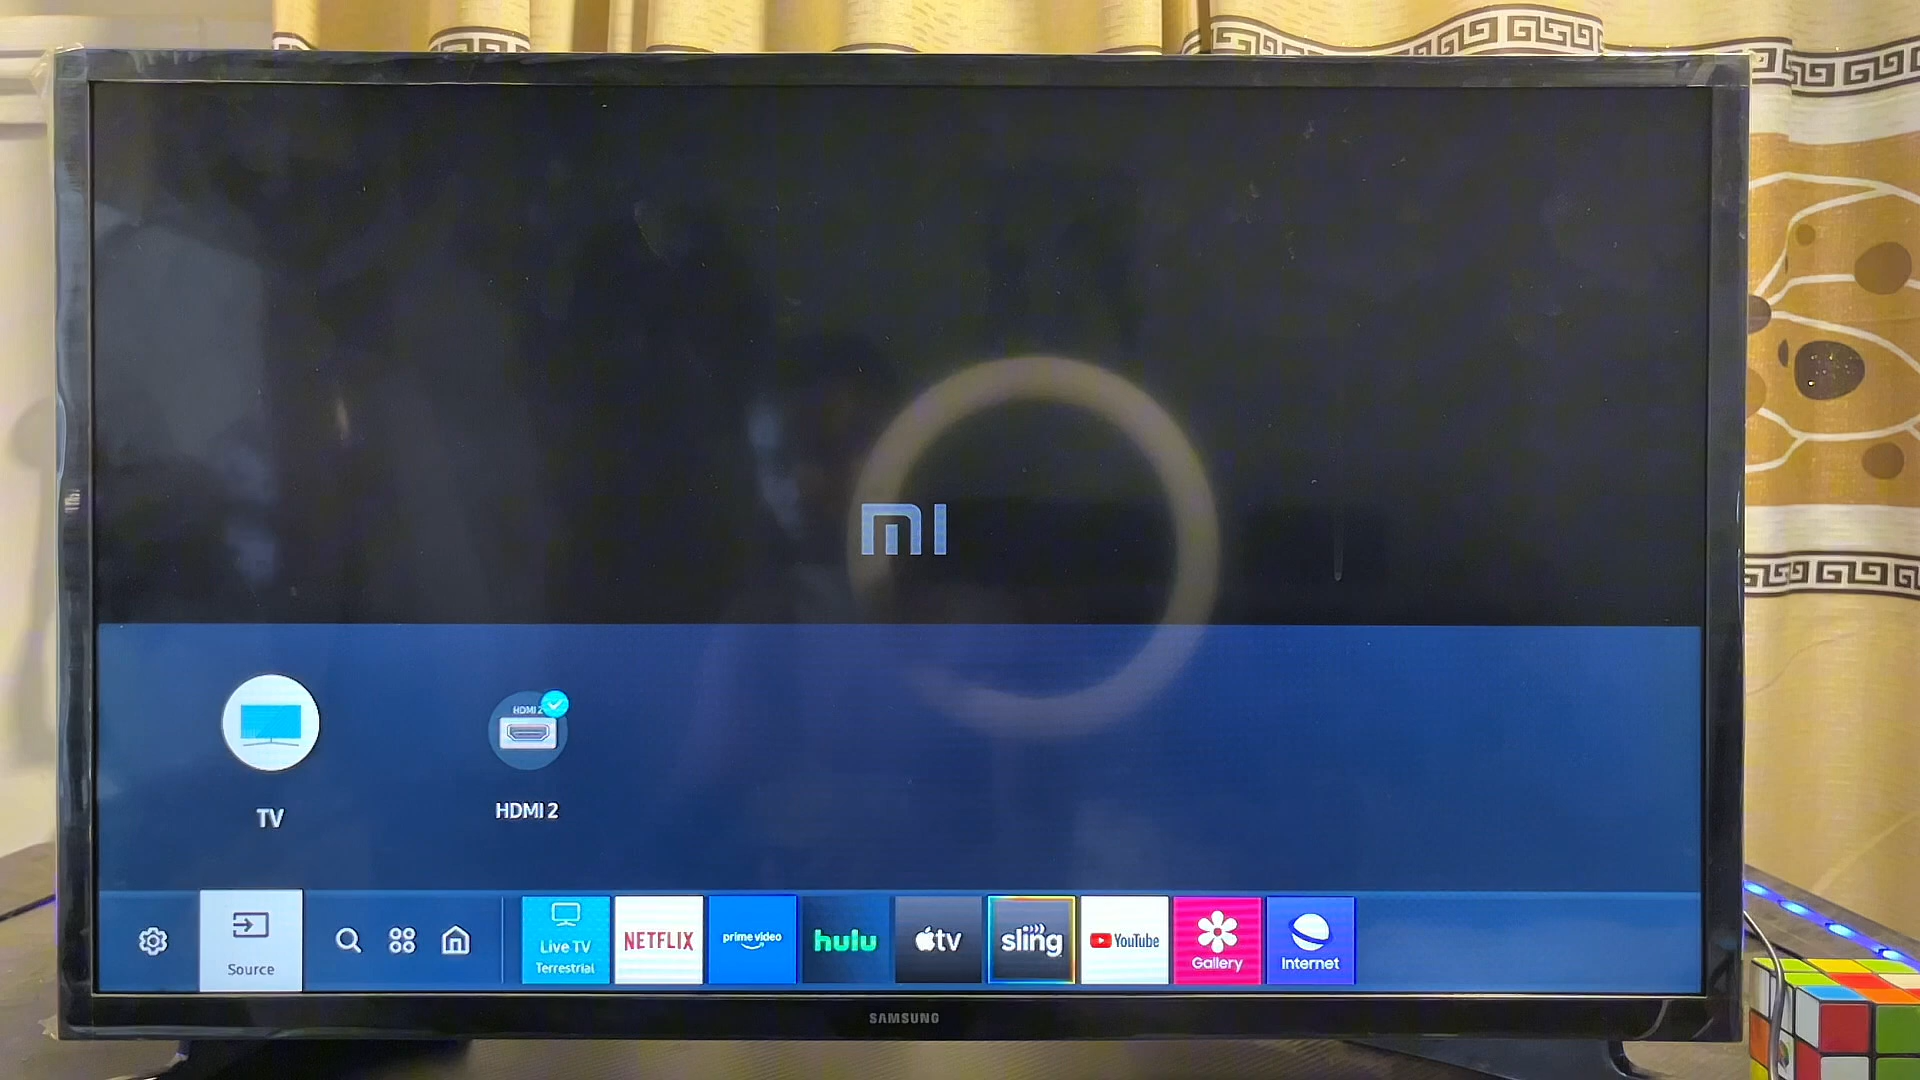 mi
HDMI 2
TV
HDMI 2
Source
Live TV
Terrestrial
NETFLIX
prime video
hulu
tv
sling
YouTube
Gallery
Internet
SAMSUNG